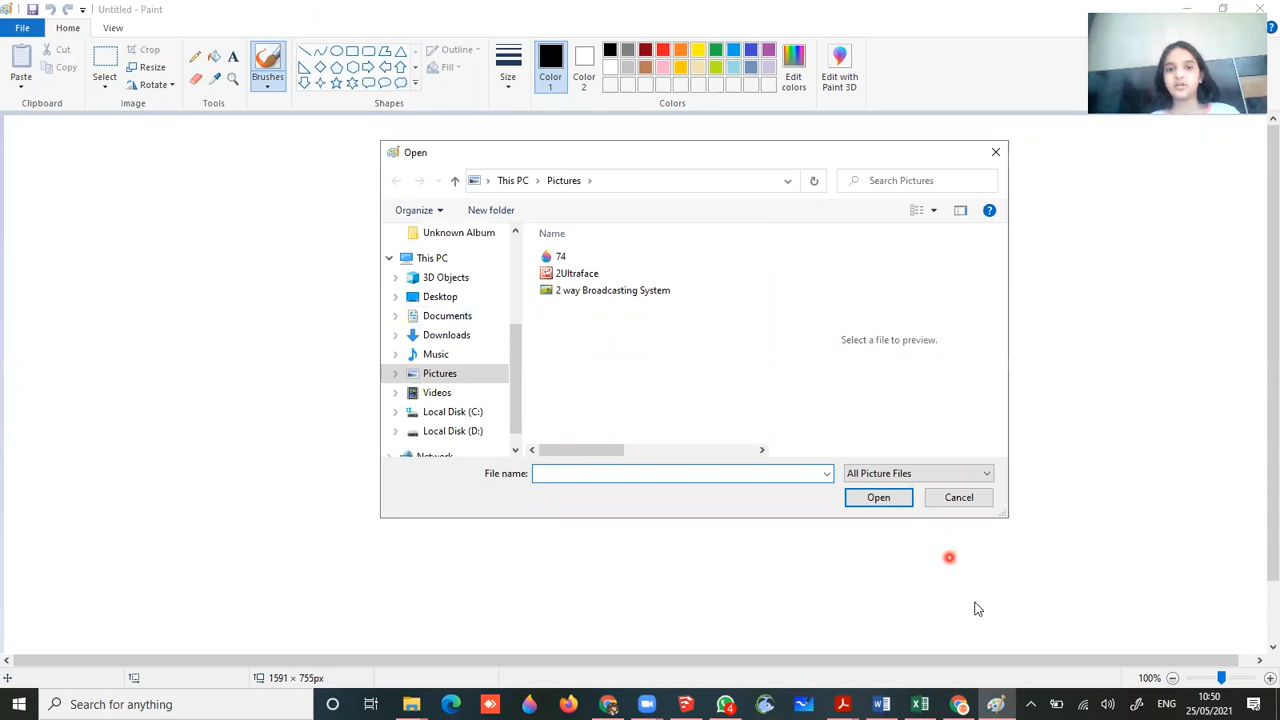 Untitled - Paint
File Home View
Paste Cut Copy Clipboard
Select Crop Resize Rotate Image
A Tools
Brushes
Outline Fill Shapes
Size
Color 1 Color 2 Edit colors Colors
Edit with Paint 3D
Open
This PC Pictures Search Pictures
Organize New folder
Unknown Album
This PC
3D Objects
Desktop
Documents
Downloads
Music
Pictures
Videos
Local Disk (C:)
Local Disk (D:)
Network
Name
74
2Ultraface
2 way Broadcasting System
Select a file to preview.
File name: All Picture Files
Open Cancel
1591 × 755px 100%
Search for anything 4 W ENG 10:50
25/05/2021